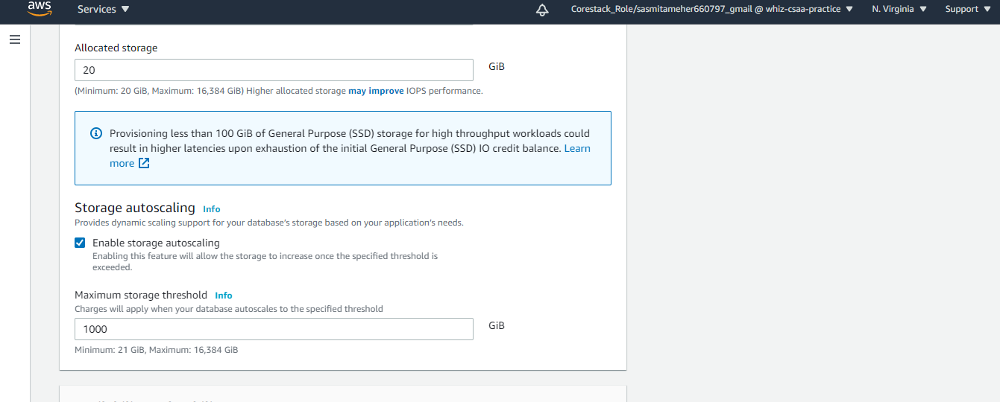 aws
Services
Corestack_Role/sasmitameher660797_gmail @ whiz-csaa-practice
N. Virginia
Support
Allocated storage
20
GiB
(Minimum: 20 GiB, Maximum: 16,384 GiB) Higher allocated storage may improve IOPS performance.
Provisioning less than 100 GiB of General Purpose (SSD) storage for high throughput workloads could
result in higher latencies upon exhaustion of the initial General Purpose (SSD) IO credit balance. Learn
more
Storage autoscaling Info
Provides dynamic scaling support for your database's storage based on your application's needs.
Enable storage autoscaling
Enabling this feature will allow the storage to increase once the specified threshold is
exceeded.
Maximum storage threshold Info
Charges will apply when your database autoscales to the specified threshold
1000
GiB
Minimum: 21 GiB, Maximum: 16,384 GiB